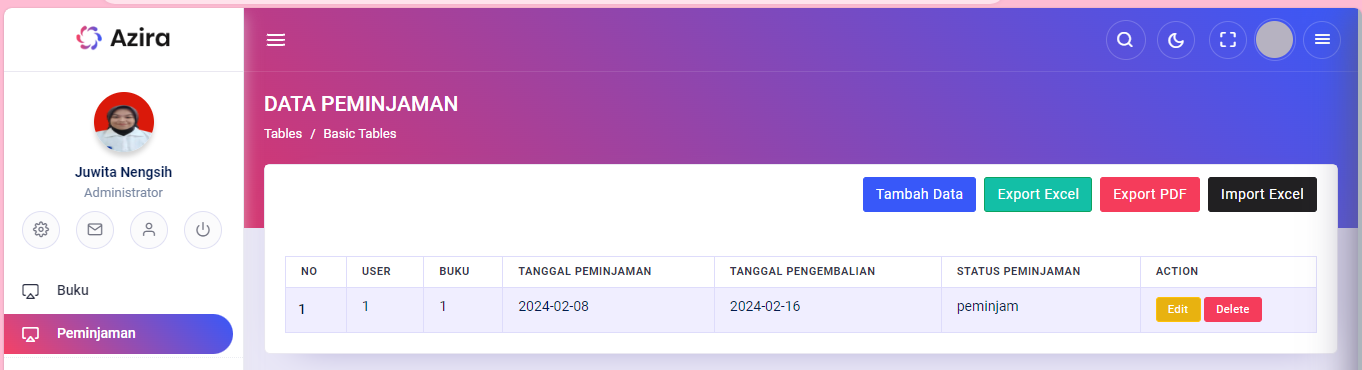 Azira
Juwita Nengsih
Administrator
Buku
Peminjaman
DATA PEMINJAMAN
Tables / Basic Tables
Tambah Data Export Excel Export PDF Import Excel
NO USER BUKU TANGGAL PEMINJAMAN TANGGAL PENGEMBALIAN STATUS PEMINJAMAN ACTION
1 1 1 2024-02-08 2024-02-16 peminjam Edit Delete